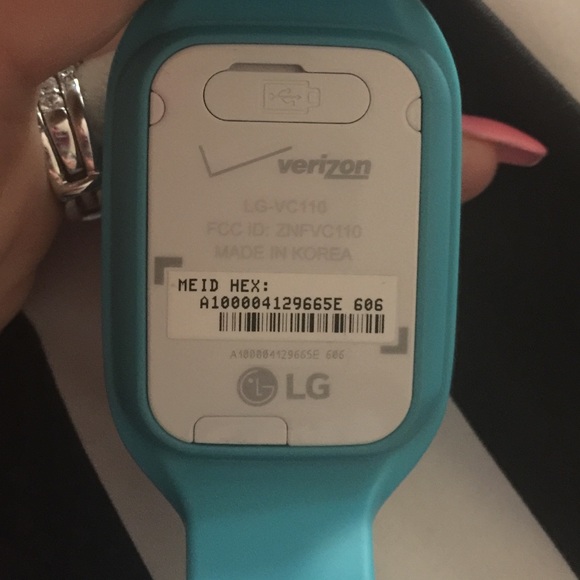 verizon
LG-VC110
FCC ID: ZNFVC110
MADE IN KOREA
MEID HEX:
A100004129665E 606
A100004129665E 606
LG